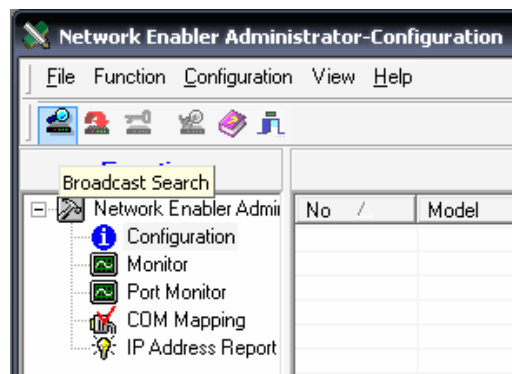 Network Enabler Administrator-Configuration
File Function Configuration View Help
Broadcast Search
Network Enabler Admi
No Model
Configuration
Monitor
Port Monitor
COM Mapping
IP Address Report